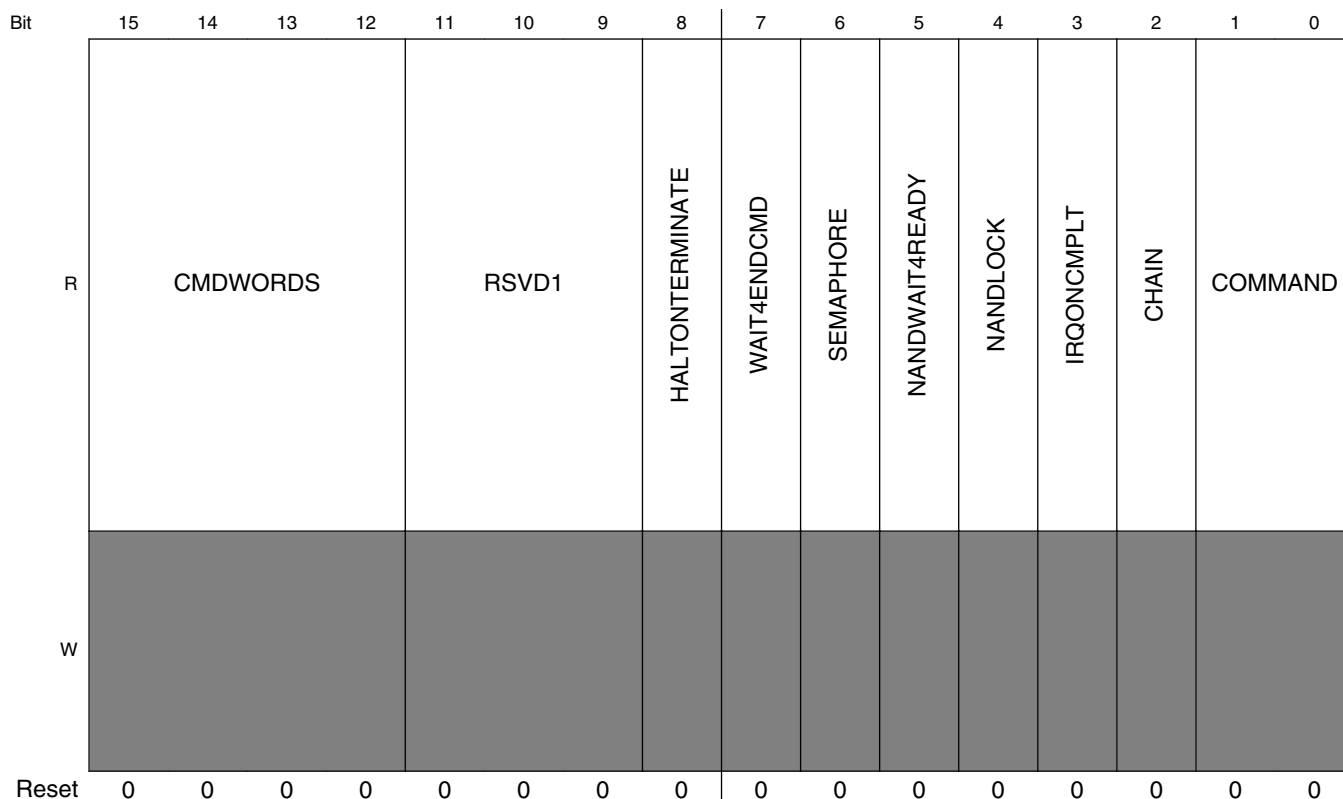 Bit 15 14 13 12 11 10 9 8 7 6 5 4 3 2 1 0
R CMDWORDS RSVD1 HALTONTERMINATE WAIT4ENDCMD SEMAPHORE NANDWAIT4READY NANDLOCK IRQONCMPLT CHAIN COMMAND
W
Reset 0 0 0 0 0 0 0 0 0 0 0 0 0 0 0 0